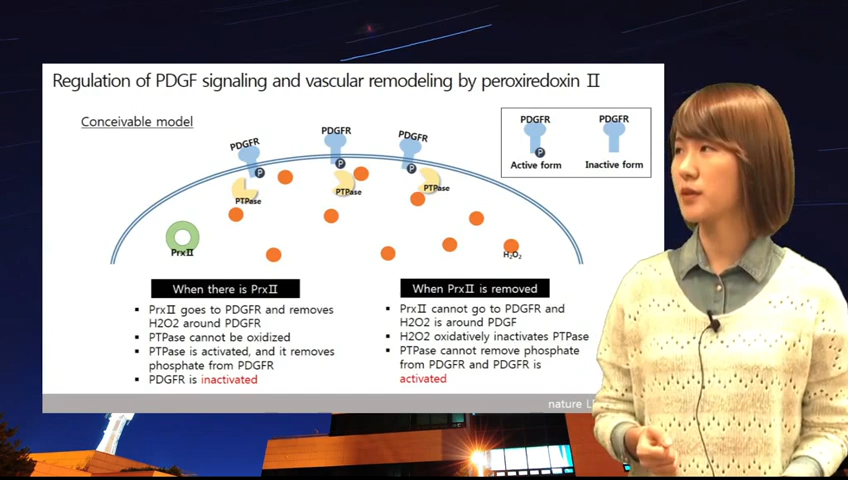 Regulation of PDGF signaling and vascular remodeling by peroxiredoxin Ⅱ
Conceivable model
PDGFR
PDGFR
PDGFR
P
P
P
PTPase
PTPase
PTPase
PrxⅡ
H₂O₂
PDGFR
PDGFR
P
Active form
Inactive form
When there is PrxⅡ
▪ PrxⅡ goes to PDGFR and removes
H2O2 around PDGFR
▪ PTPase cannot be oxidized
▪ PTPase is activated, and it removes
phosphate from PDGFR
▪ PDGFR is inactivated
When PrxⅡ is removed
▪ PrxⅡ cannot go to PDGFR and
H2O2 is around PDGF
▪ H2O2 oxidatively inactivates PTPase
▪ PTPase cannot remove phosphate
from PDGFR and PDGFR is
activated
nature